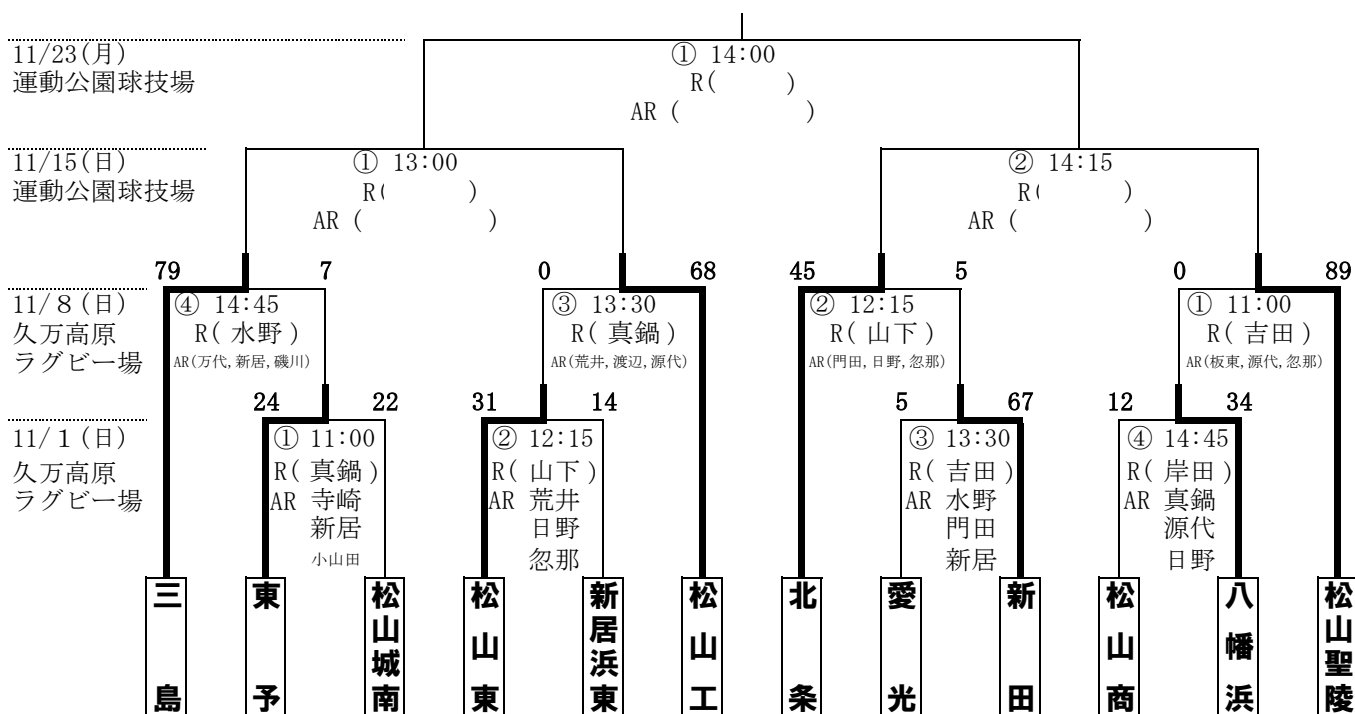 11/23(月)
運動公園球技場
① 14:00
R( )
AR ( )
11/15(日)
運動公園球技場
① 13:00
R( )
AR ( )
② 14:15
R( )
AR ( )
79 7 0 68 45 5 0 89
11/8(日)
久万高原
ラグビー場
④ 14:45
R( 水野 )
AR(万代,新居,磯川)
③ 13:30
R( 真鍋 )
AR(荒井,渡辺,源代)
② 12:15
R( 山下 )
AR(門田,日野,忽那)
① 11:00
R( 吉田 )
AR(板東,源代,忽那)
24 22 31 14 5 67 12 34
11/1(日)
久万高原
ラグビー場
① 11:00
R( 真鍋 )
AR 寺崎
新居
小山田
② 12:15
R( 山下 )
AR 荒井
日野
忽那
③ 13:30
R( 吉田 )
AR 水野
門田
新居
④ 14:45
R( 岸田 )
AR 真鍋
源代
日野
三島
東予
松山城南
松山東
新居浜東
松山工
北条
愛光
新田
松山商
八幡浜
松山聖陵